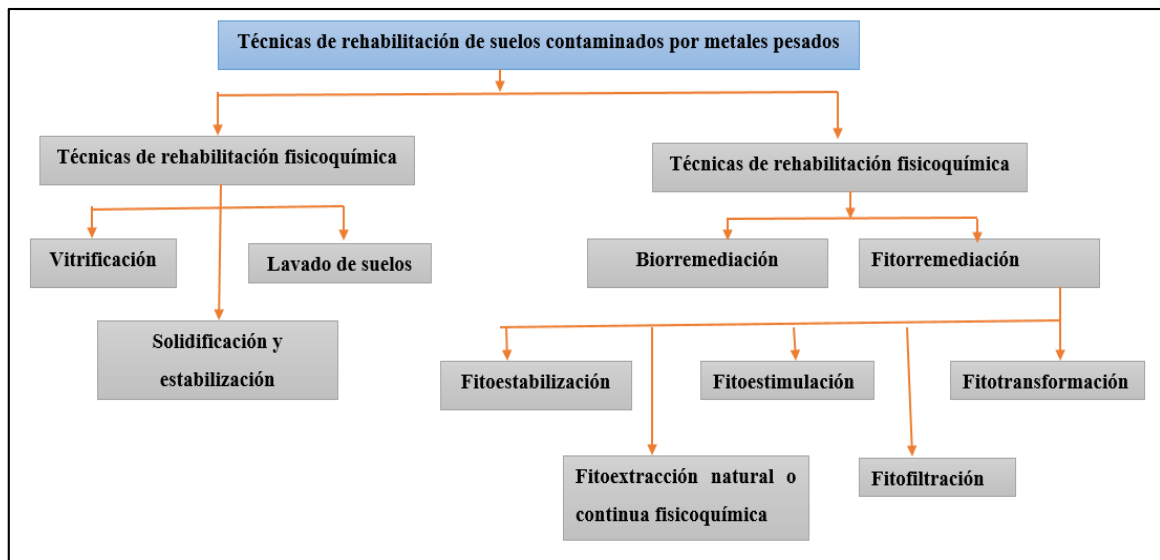 Técnicas de rehabilitación de suelos contaminados por metales pesados
Técnicas de rehabilitación fisicoquímica
Técnicas de rehabilitación fisicoquímica
Vitrificación
Lavado de suelos
Biorremediación
Fitorremediación
Solidificación y
estabilización
Fitoestabilización
Fitoestimulación
Fitotransformación
Fitoextracción natural o
continua fisicoquímica
Fitofiltración